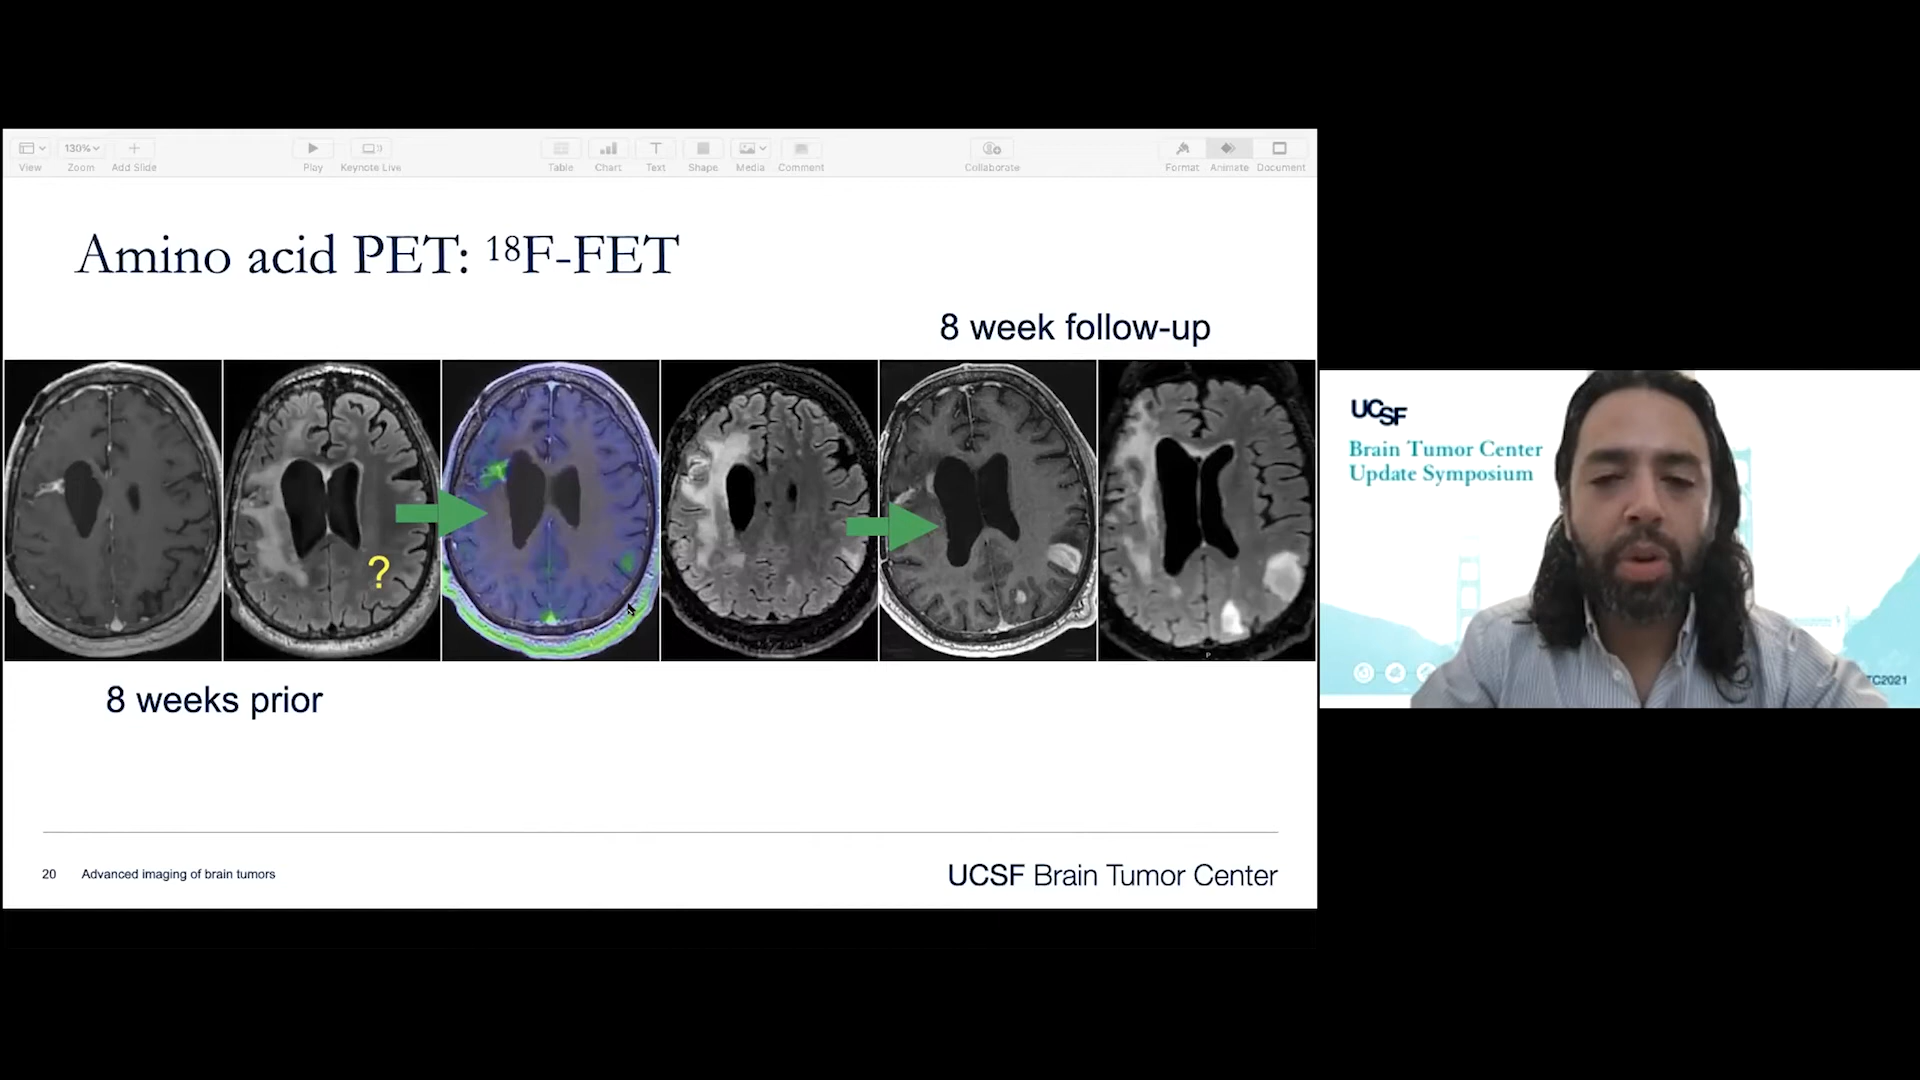 130%
View
Zoom
Add Slide
Play
Keynote Live
Table
Chart
Text
Shape
Media
Comment
Collaborate
Format
Animate
Document
Amino acid PET: ¹⁸F-FET
8 week follow-up
?
P
8 weeks prior
20 Advanced imaging of brain tumors
UCSF Brain Tumor Center
UCSF
Brain Tumor Center
Update Symposium
TC2021